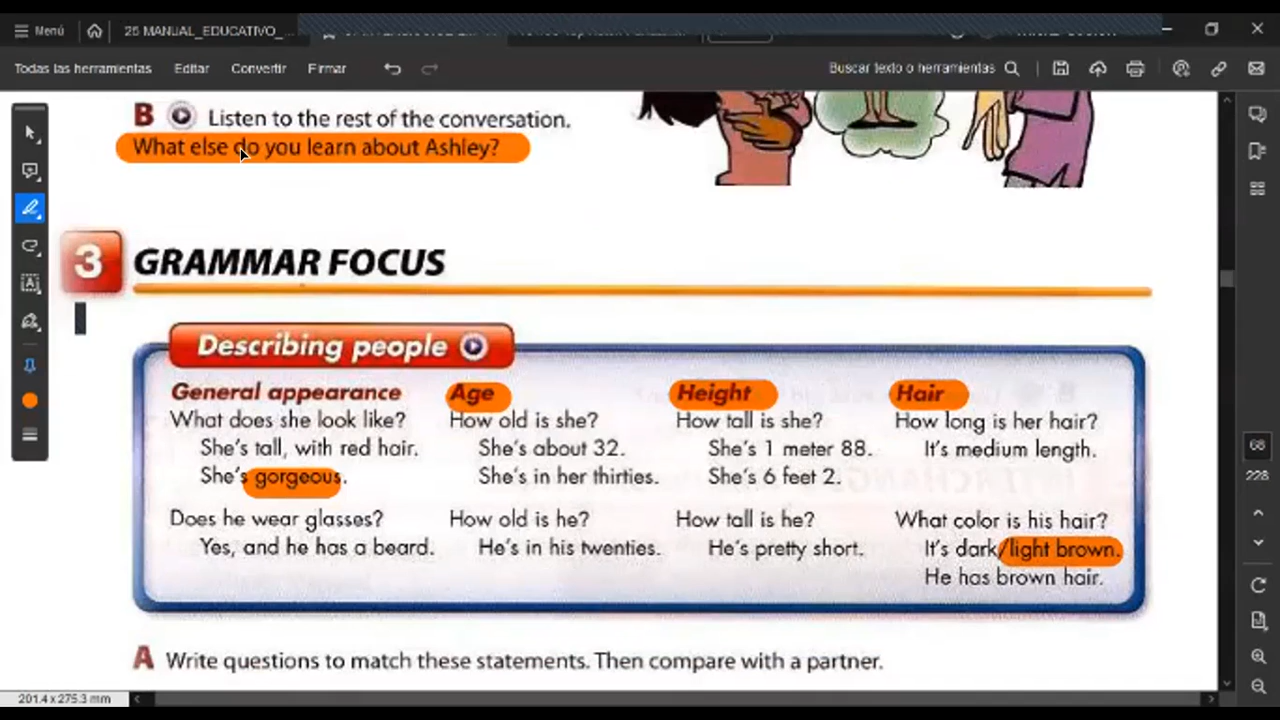 Menú
26 MANUAL_EDUCATIVO_...
Todas las herramientas Editar Convertir Firmar
Buscar texto o herramientas
B Listen to the rest of the conversation.
What else do you learn about Ashley?
3 GRAMMAR FOCUS
Describing people
General appearance Age Height Hair
What does she look like? How old is she? How tall is she? How long is her hair?
She's tall, with red hair. She's about 32. She's 1 meter 88. It's medium length.
She's gorgeous. She's in her thirties. She's 6 feet 2.
Does he wear glasses? How old is he? How tall is he? What color is his hair?
Yes, and he has a beard. He's in his twenties. He's pretty short. It's dark/light brown.
He has brown hair.
A Write questions to match these statements. Then compare with a partner.
68
228
201.4 x 275.3 mm